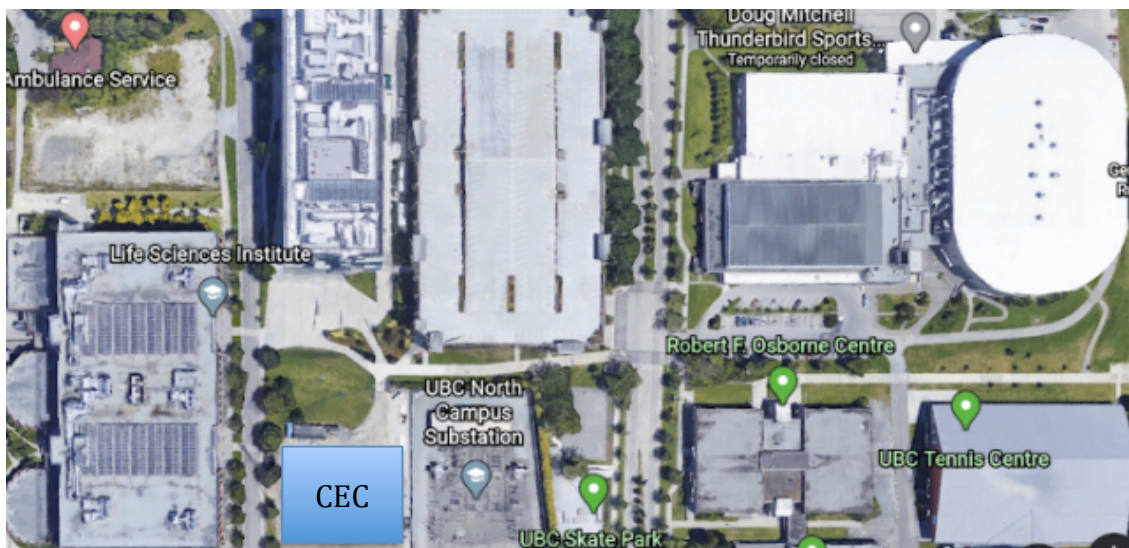 Doug Mitchell
Thunderbird Sports...
Temporarily closed
Ambulance Service
Life Sciences Institute
Robert F. Osborne Centre
UBC North
Campus
Substation
UBC Tennis Centre
CEC
UBC Skate Park